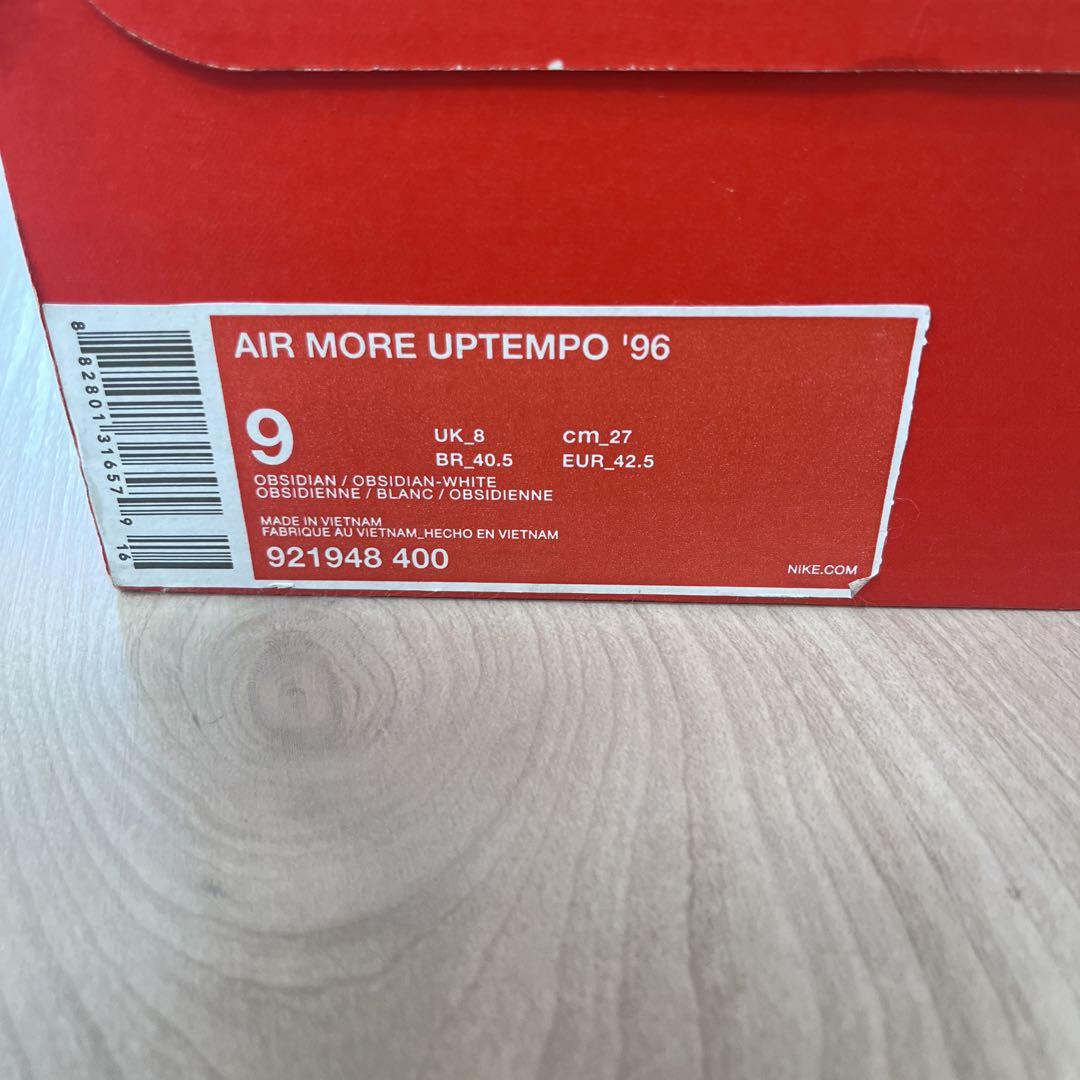 8 82801 31657 9 16
AIR MORE UPTEMPO '96
9
UK_8 cm_27
BR_40.5 EUR_42.5
OBSIDIAN / OBSIDIAN-WHITE
OBSIDIENNE / BLANC / OBSIDIENNE
MADE IN VIETNAM
FABRIQUE AU VIETNAM_HECHO EN VIETNAM
921948 400
NIKE.COM